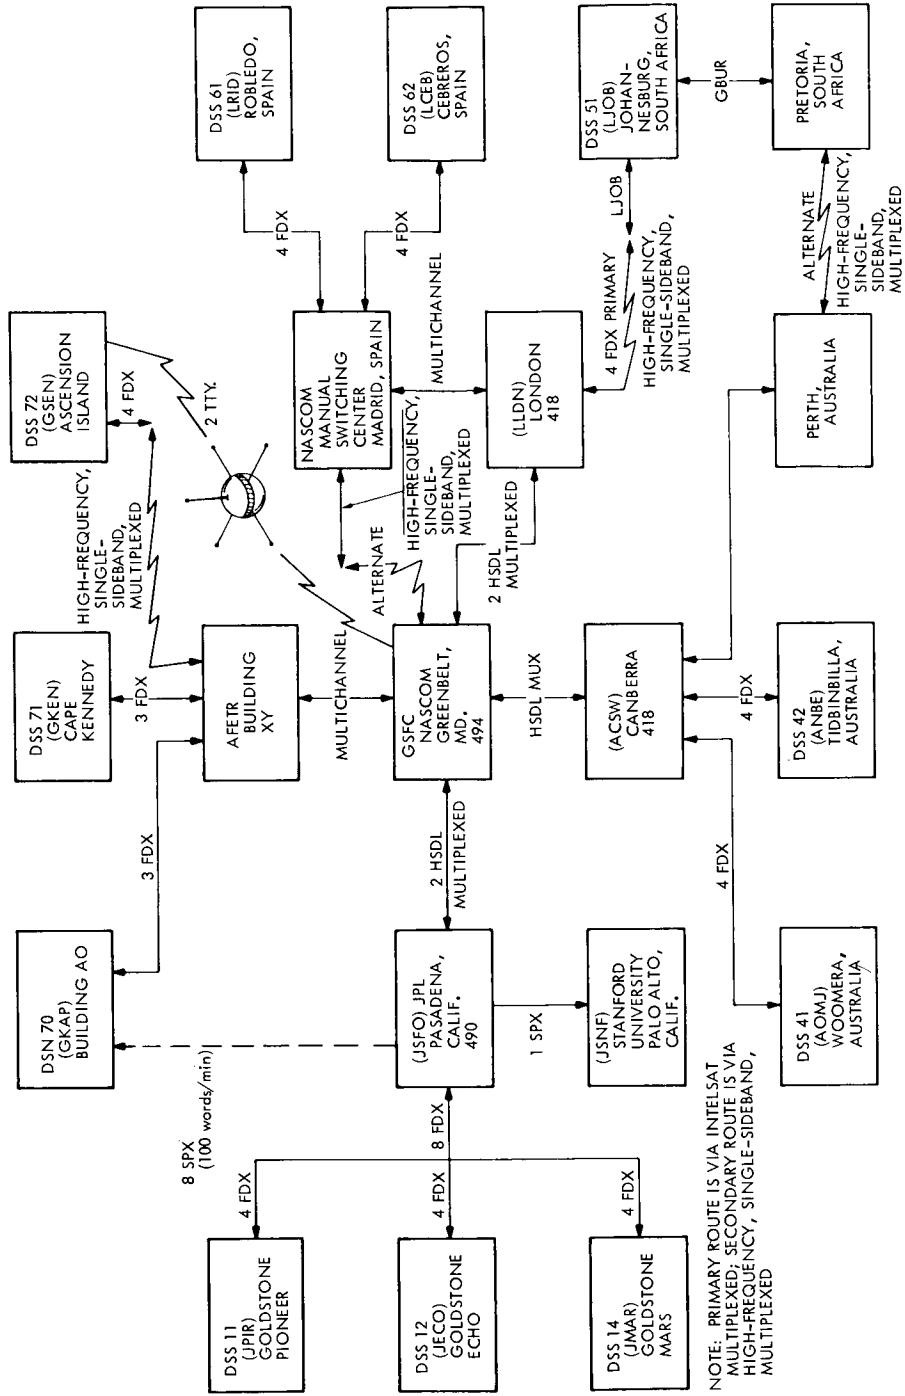 DSS 11
(JPIR)
GOLDSTONE
PIONEER
DSS 12
(JECO)
GOLDSTONE
ECHO
DSS 14
(JMAR)
GOLDSTONE
MARS
4 FDX
4 FDX
4 FDX
8 FDX
8 SPX
(100 words/min)
DSN 70
(GKAP)
BUILDING AO
(JSFO) JPL
PASADENA,
CALIF.
490
1 SPX
(JSNF)
STANFORD
UNIVERSITY
PALO ALTO,
CALIF.
DSS 41
(AOMJ)
WOOMERA,
AUSTRALIA
3 FDX
2 HSDL
MULTIPLEXED
4 FDX
DSS 71
(GKEN)
CAPE
KENNEDY
3 FDX
AFETR
BUILDING
XY
MULTICHANNEL
GSFC
NASCOM
GREENBELT,
MD.
494
HSDL MUX
(ACSW)
CANBERRA
418
4 FDX
DSS 42
(ANBE)
TIDBINBILLA,
AUSTRALIA
HIGH-FREQUENCY,
SINGLE-
SIDEBAND,
MULTIPLEXED
4 FDX
DSS 72
(GSEN)
ASCENSION
ISLAND
2 TTY.
ALTERNATE
HIGH-FREQUENCY,
SINGLE-
SIDEBAND,
MULTIPLEXED
2 HSDL
MULTIPLEXED
NASCOM
MANUAL
SWITCHING
CENTER
MADRID, SPAIN
MULTICHANNEL
(LLDN)
LONDON
418
PERTH,
AUSTRALIA
4 FDX
4 FDX
DSS 61
(LRID)
ROBLEDO,
SPAIN
DSS 62
(LCEB)
CEBREROS,
SPAIN
4 FDX PRIMARY
HIGH-FREQUENCY,
SINGLE-SIDEBAND,
MULTIPLEXED
LJOB
DSS 51
(LJOB)
JOHAN-
NESBURG,
SOUTH AFRICA
GBUR
PRETORIA,
SOUTH
AFRICA
ALTERNATE
HIGH-FREQUENCY,
SINGLE-
SIDEBAND,
MULTIPLEXED
NOTE: PRIMARY ROUTE IS VIA INTELSAT
MULTIPLEXED; SECONDARY ROUTE IS VIA
HIGH-FREQUENCY, SINGLE-SIDEBAND,
MULTIPLEXED